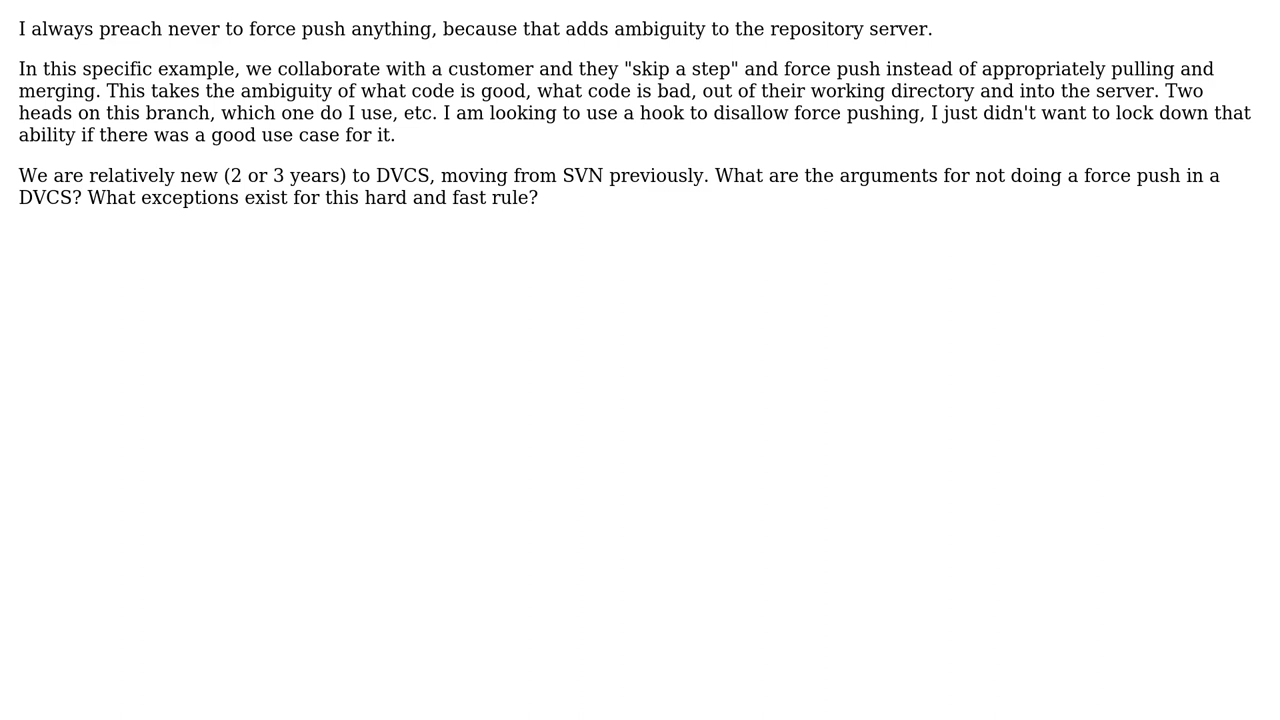 I always preach never to force push anything, because that adds ambiguity to the repository server.
In this specific example, we collaborate with a customer and they "skip a step" and force push instead of appropriately pulling and
merging. This takes the ambiguity of what code is good, what code is bad, out of their working directory and into the server. Two
heads on this branch, which one do I use, etc. I am looking to use a hook to disallow force pushing, I just didn't want to lock down that
ability if there was a good use case for it.
We are relatively new (2 or 3 years) to DVCS, moving from SVN previously. What are the arguments for not doing a force push in a
DVCS? What exceptions exist for this hard and fast rule?